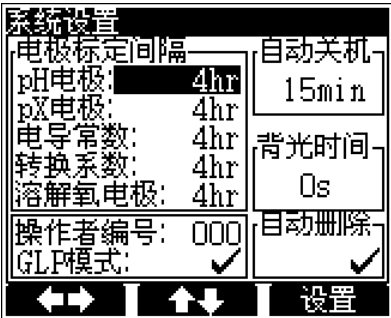 系统设置
电极标定间隔
pH电极: 4hr
pX电极: 4hr
电导常数: 4hr
转换系数: 4hr
溶解氧电极: 4hr
操作者编号: 000
GLP模式: ✓
自动关机
15min
背光时间
0s
自动删除
✓
设置